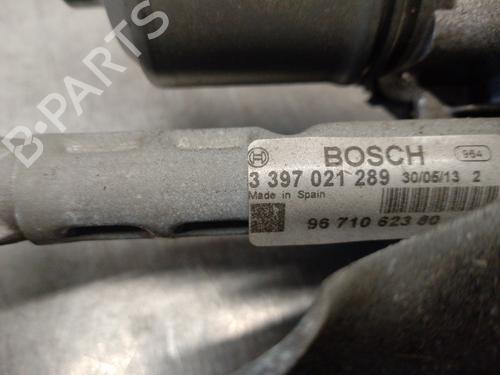 B-PARTS
BOSCH 964
3 397 021 289 30/05/13 2
Made in Spain
96 710 623 80